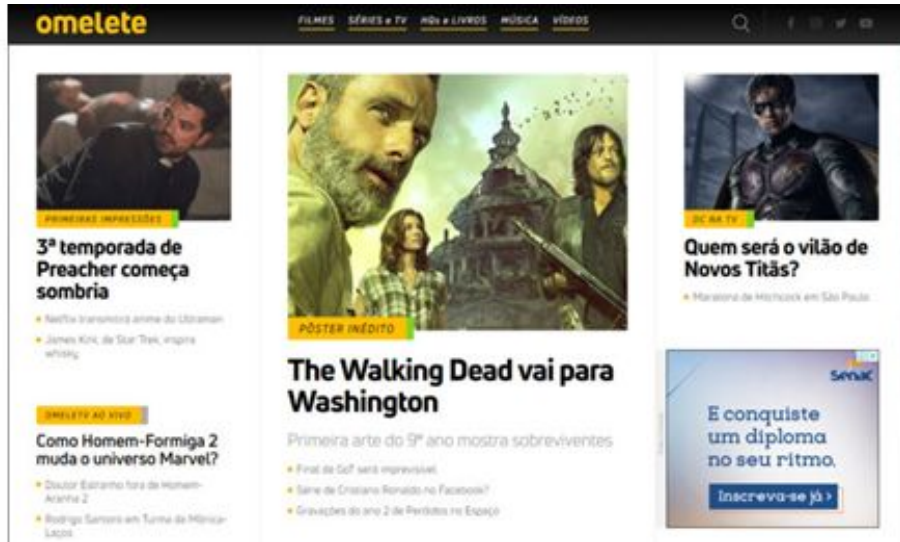 omelete
FILMES SÉRIES e TV HQs e LIVROS MÚSICA VÍDEOS
PRIMEIRAS IMPRESSÕES
3ª temporada de
Preacher começa
sombria
Netflix transmitirá anime do Ultraman
James Kirk, de Star Trek, inspira
whisky
OMELETV AO VIVO
Como Homem-Formiga 2
muda o universo Marvel?
Doutor Estranho fora de Homem-
Aranha 2
Rodrigo Santoro em Turma da Mônica-
Laços
PÔSTER INÉDITO
The Walking Dead vai para
Washington
Primeira arte do 9º ano mostra sobreviventes
Final de GoT será imprevisível
Série de Cristiano Ronaldo no Facebook?
Gravações do ano 2 de Perdidos no Espaço
DC NA TV
Quem será o vilão de
Novos Titãs?
Maratona de Hitchcock em São Paulo
Senac
E conquiste
um diploma
no seu ritmo.
Inscreva-se já >